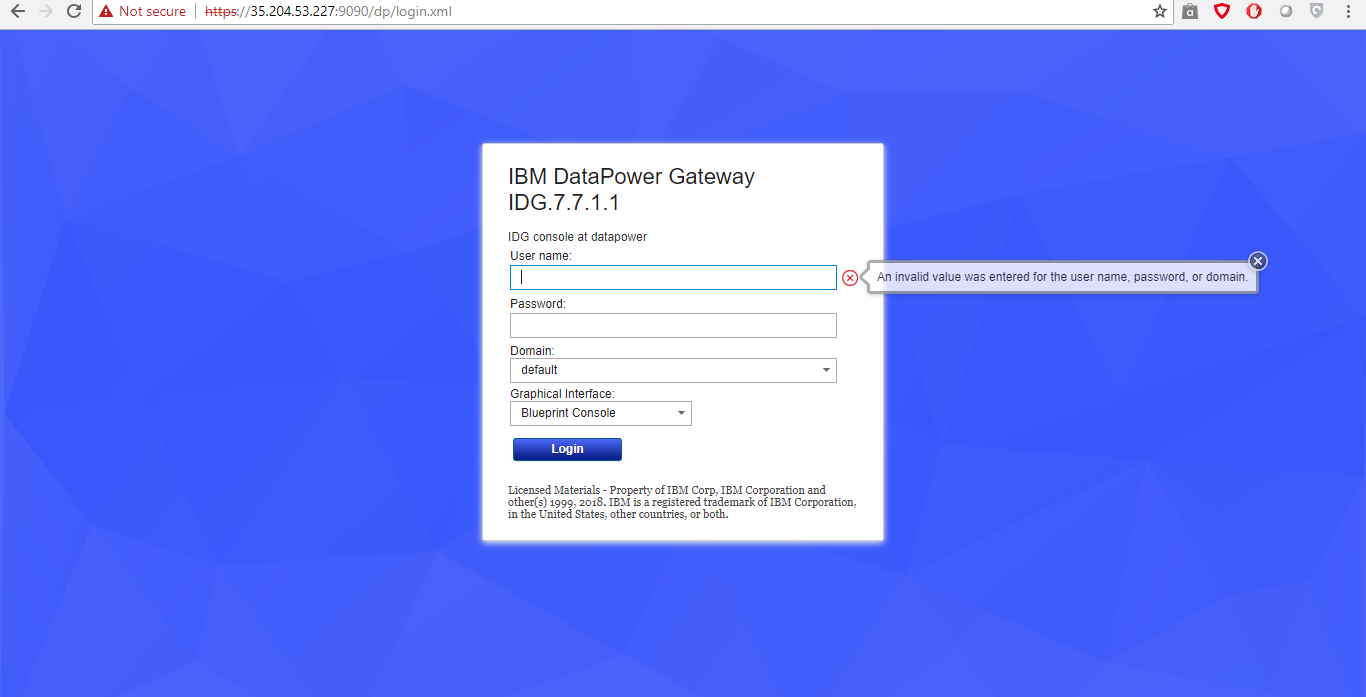 Not secure
https://35.204.53.227:9090/dp/login.xml
IBM DataPower Gateway
IDG.7.7.1.1
IDG console at datapower
User name:
An invalid value was entered for the user name, password, or domain.
Password:
Domain:
default
Graphical Interface:
Blueprint Console
Login
Licensed Materials - Property of IBM Corp, IBM Corporation and
other(s) 1999, 2018. IBM is a registered trademark of IBM Corporation,
in the United States, other countries, or both.